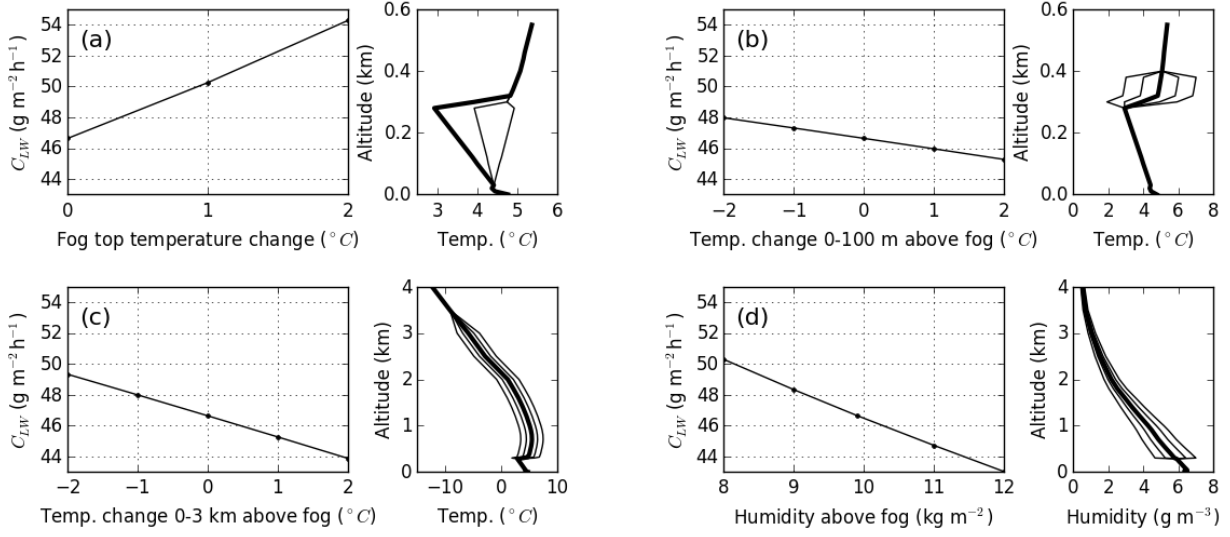 (a)
C_LW (g m⁻² h⁻¹)
54
52
50
48
46
44
0 1 2
Fog top temperature change (°C)
Altitude (km)
0.6
0.4
0.2
0.0
3 4 5 6
Temp. (°C)
(b)
C_LW (g m⁻² h⁻¹)
54
52
50
48
46
44
−2 −1 0 1 2
Temp. change 0-100 m above fog (°C)
Altitude (km)
0.6
0.4
0.2
0.0
0 2 4 6 8
Temp. (°C)
(c)
C_LW (g m⁻² h⁻¹)
54
52
50
48
46
44
−2 −1 0 1 2
Temp. change 0-3 km above fog (°C)
Altitude (km)
4
3
2
1
0
−10 0 10
Temp. (°C)
(d)
C_LW (g m⁻² h⁻¹)
54
52
50
48
46
44
8 9 10 11 12
Humidity above fog (kg m⁻²)
Altitude (km)
4
3
2
1
0
0 2 4 6 8
Humidity (g m⁻³)